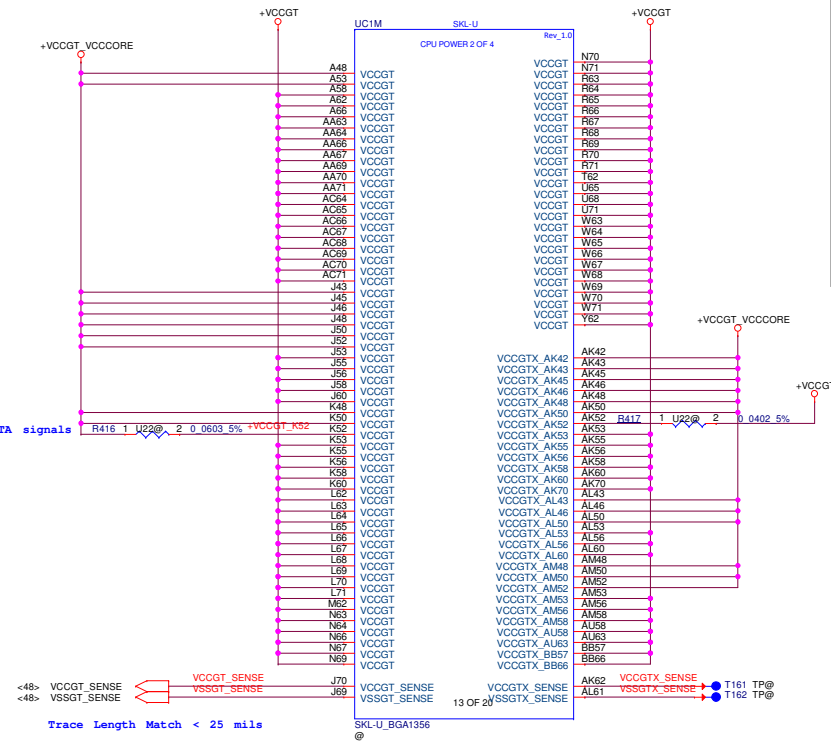 +VCCGT
+VCCGT
+VCCGT_VCCCORE
UC1M
SKL-U
Rev_1.0
CPU POWER 2 OF 4
A48 VCCGT VCCGT N70
A53 VCCGT VCCGT N71
A58 VCCGT VCCGT R63
A62 VCCGT VCCGT R64
A66 VCCGT VCCGT R65
AA63 VCCGT VCCGT R66
AA64 VCCGT VCCGT R67
AA66 VCCGT VCCGT R68
AA67 VCCGT VCCGT R69
AA69 VCCGT VCCGT R70
AA70 VCCGT VCCGT R71
AA71 VCCGT VCCGT T62
AC64 VCCGT VCCGT U65
AC65 VCCGT VCCGT U68
AC66 VCCGT VCCGT U71
AC67 VCCGT VCCGT W63
AC68 VCCGT VCCGT W64
AC69 VCCGT VCCGT W65
AC70 VCCGT VCCGT W66
AC71 VCCGT VCCGT W67
J43 VCCGT VCCGT W68
J45 VCCGT VCCGT W69
J46 VCCGT VCCGT W70
J48 VCCGT VCCGT W71
J50 VCCGT VCCGT Y62
+VCCGT_VCCCORE
J52 VCCGT
J53 VCCGT VCCGTX_AK42 AK42
J55 VCCGT VCCGTX_AK43 AK43
J56 VCCGT VCCGTX_AK45 AK45
J58 VCCGT VCCGTX_AK46 AK46
J60 VCCGT VCCGTX_AK48 AK48
+VCCGT
K48 VCCGT VCCGTX_AK50 AK50
K50 VCCGT VCCGTX_AK52 AK52 R417 1 U22@ 2 0_0402_5%
TA signals R416 1 U22@ 2 0_0603_5% +VCCGT_K52 K52 VCCGT VCCGTX_AK53 AK53
K53 VCCGT VCCGTX_AK55 AK55
K55 VCCGT VCCGTX_AK56 AK56
K56 VCCGT VCCGTX_AK58 AK58
K58 VCCGT VCCGTX_AK60 AK60
K60 VCCGT VCCGTX_AK70 AK70
L62 VCCGT VCCGTX_AL43 AL43
L63 VCCGT VCCGTX_AL46 AL46
L64 VCCGT VCCGTX_AL50 AL50
L65 VCCGT VCCGTX_AL53 AL53
L66 VCCGT VCCGTX_AL56 AL56
L67 VCCGT VCCGTX_AL60 AL60
L68 VCCGT VCCGTX_AM48 AM48
L69 VCCGT VCCGTX_AM50 AM50
L70 VCCGT VCCGTX_AM52 AM52
L71 VCCGT VCCGTX_AM53 AM53
M62 VCCGT VCCGTX_AM56 AM56
N63 VCCGT VCCGTX_AM58 AM58
N64 VCCGT VCCGTX_AU58 AU58
N66 VCCGT VCCGTX_AU63 AU63
N67 VCCGT VCCGTX_BB57 BB57
N69 VCCGT VCCGTX_BB66 BB66
<48> VCCGT_SENSE VCCGT_SENSE J70 VCCGT_SENSE VCCGTX_SENSE AK62 VCCGTX_SENSE T161 TP@
<48> VSSGT_SENSE VSSGT_SENSE J69 VSSGT_SENSE VSSGTX_SENSE AL61 VSSGTX_SENSE T162 TP@
13 OF 20
Trace Length Match < 25 mils
SKL-U_BGA1356
@